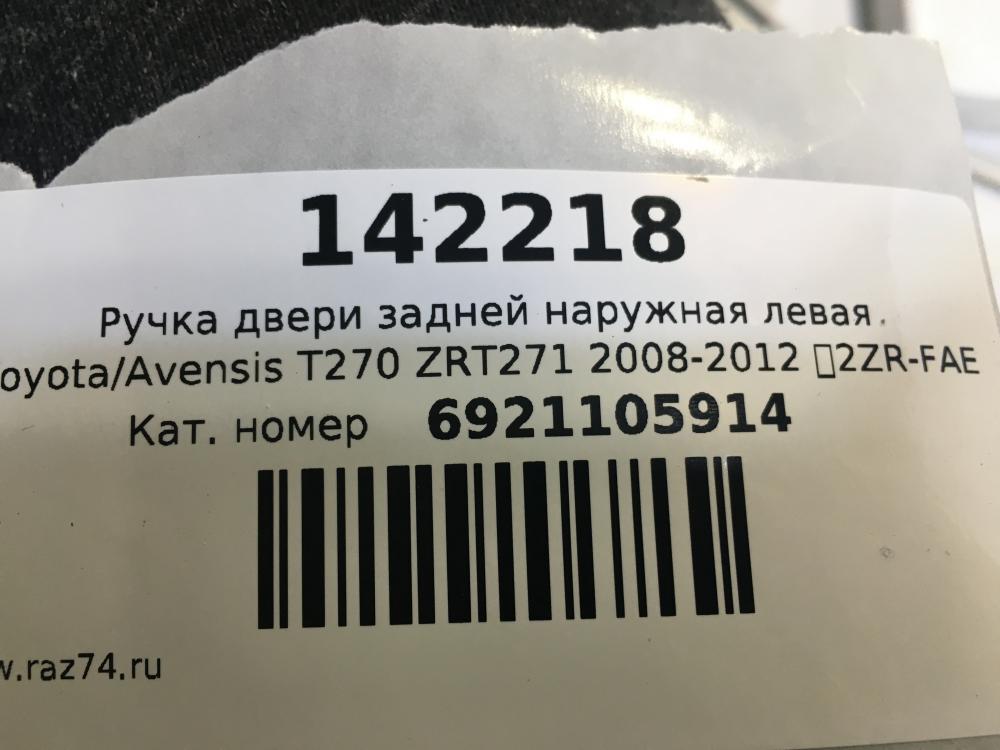 142218
Ручка двери задней наружная левая.
oyota/Avensis T270 ZRT271 2008-2012 ▯2ZR-FAE
Кат. номер 6921105914
w.raz74.ru